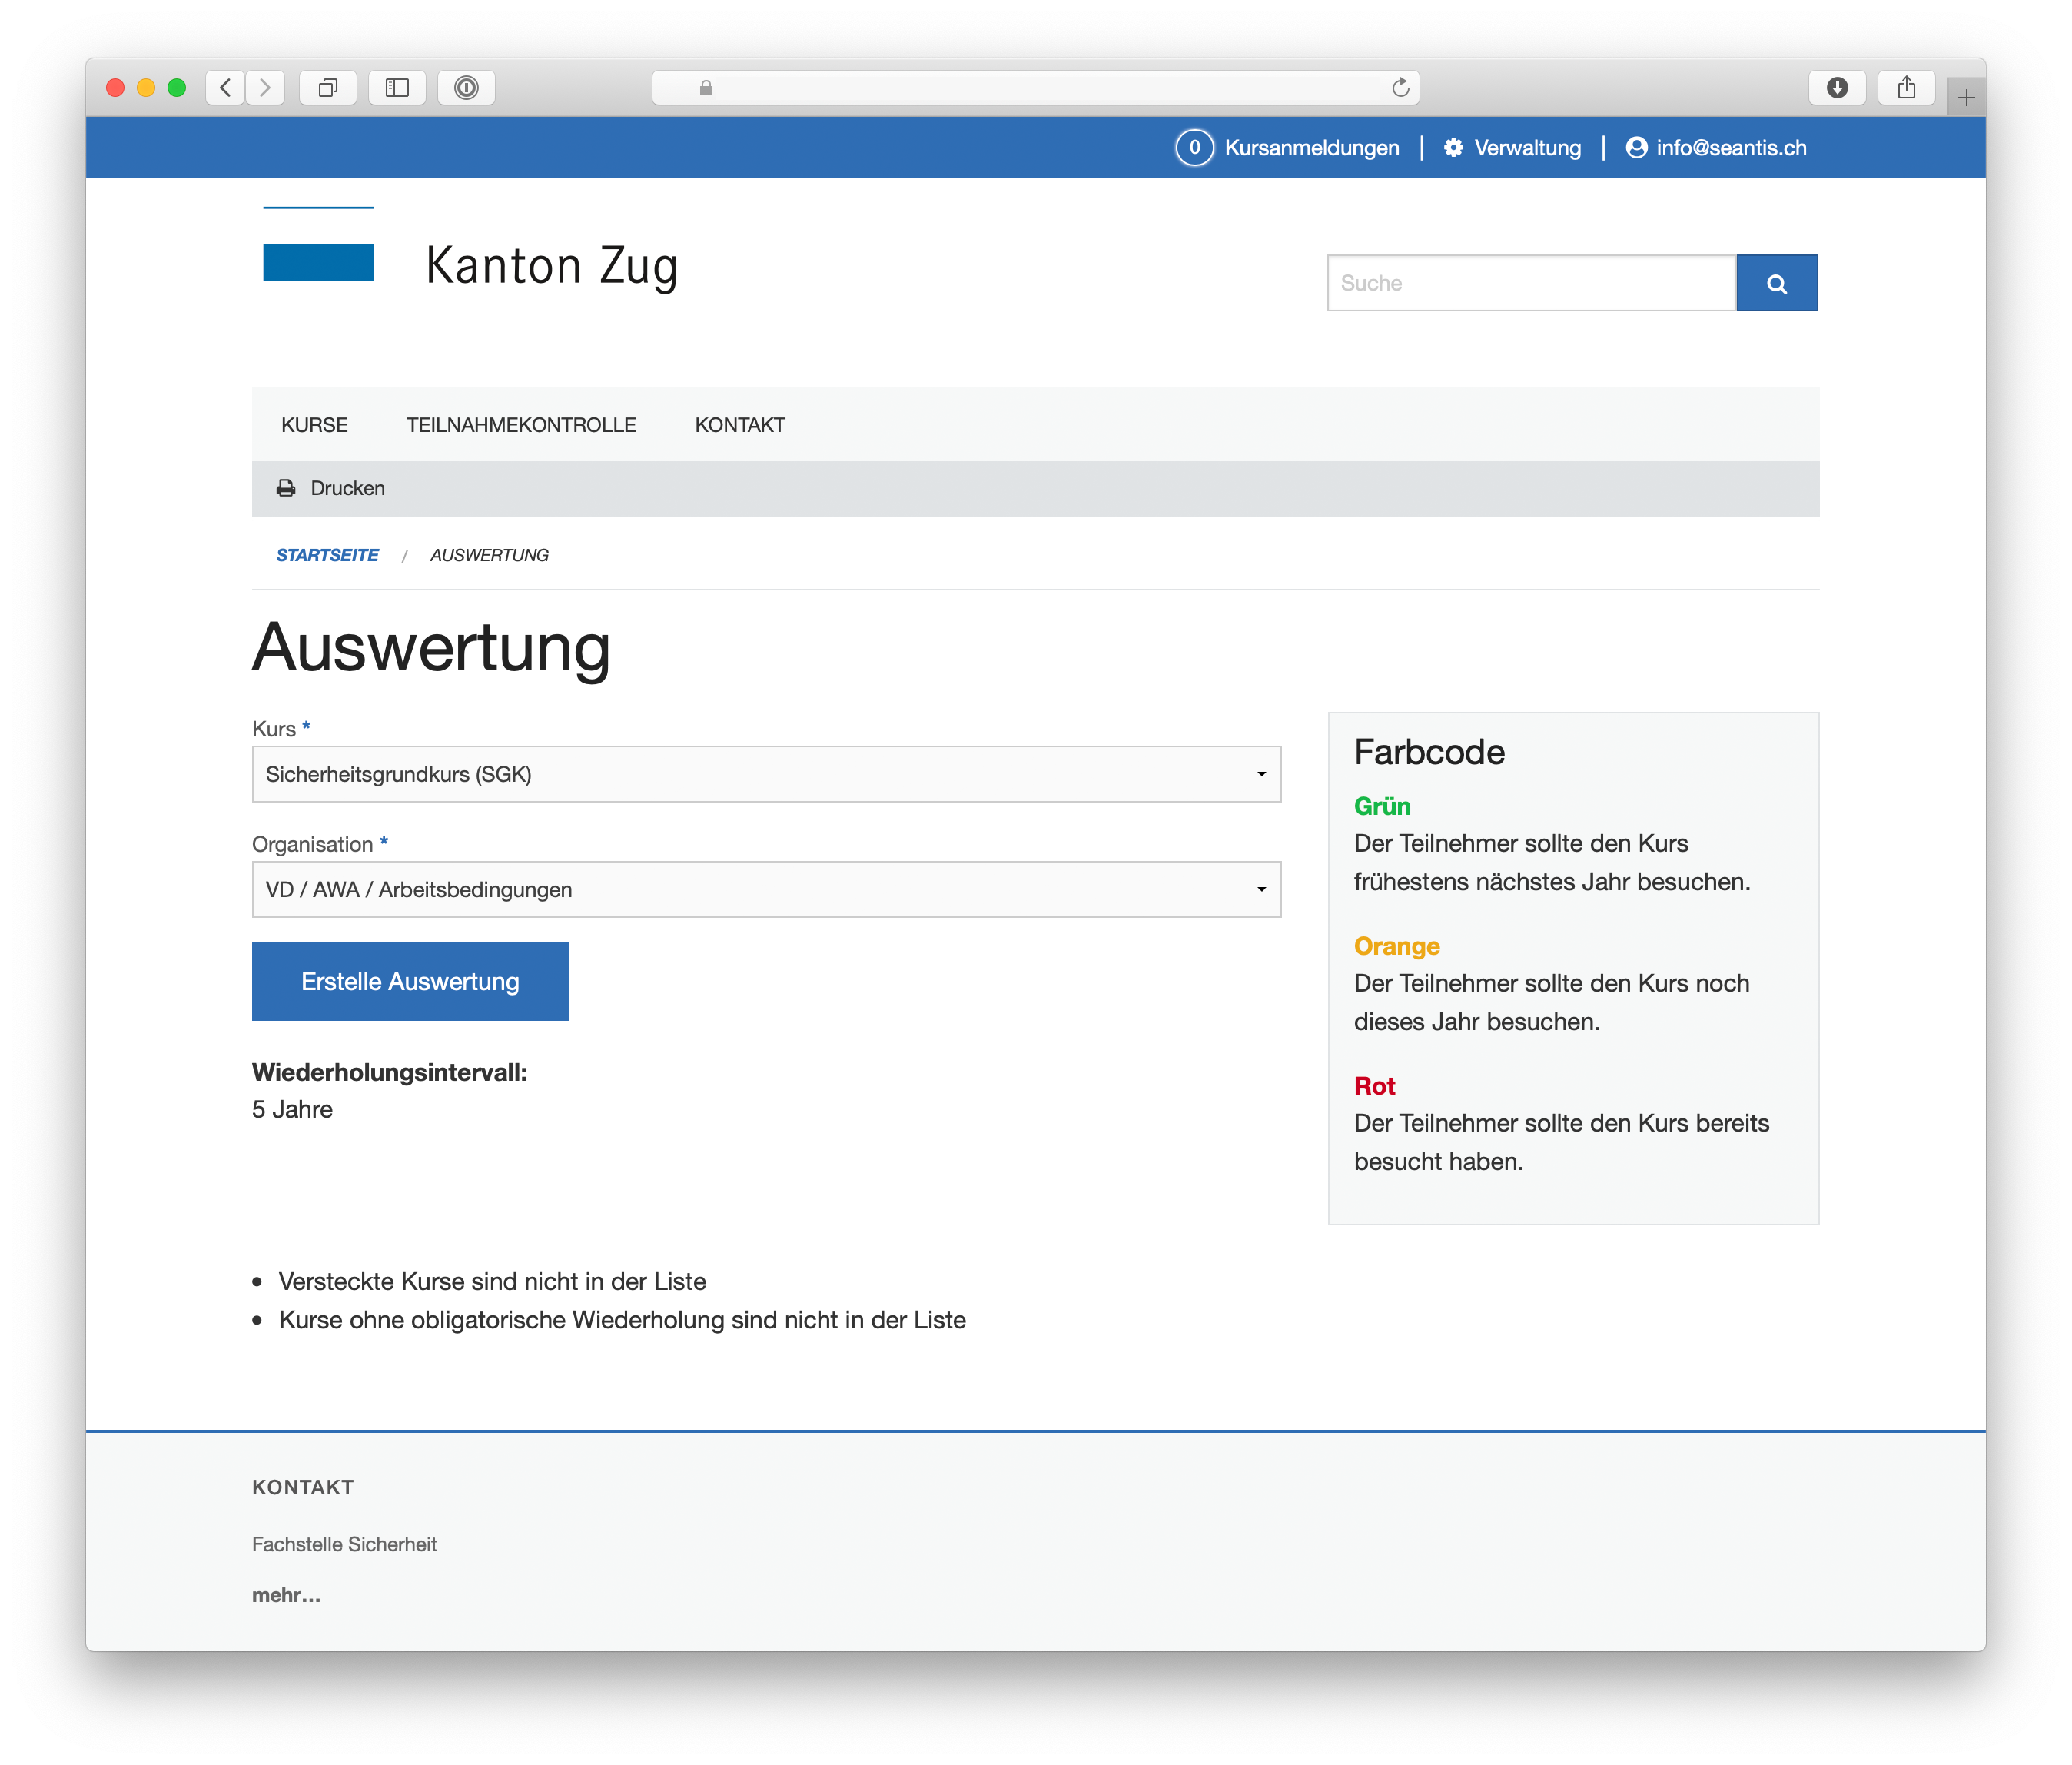 0 Kursanmeldungen | Verwaltung | info@seantis.ch
Kanton Zug
Suche
KURSE TEILNAHMEKONTROLLE KONTAKT
Drucken
STARTSEITE / AUSWERTUNG
Auswertung
Kurs *
Sicherheitsgrundkurs (SGK)
Organisation *
VD / AWA / Arbeitsbedingungen
Erstelle Auswertung
Wiederholungsintervall:
5 Jahre
Farbcode
Grün
Der Teilnehmer sollte den Kurs
frühestens nächstes Jahr besuchen.
Orange
Der Teilnehmer sollte den Kurs noch
dieses Jahr besuchen.
Rot
Der Teilnehmer sollte den Kurs bereits
besucht haben.
• Versteckte Kurse sind nicht in der Liste
• Kurse ohne obligatorische Wiederholung sind nicht in der Liste
KONTAKT
Fachstelle Sicherheit
mehr…